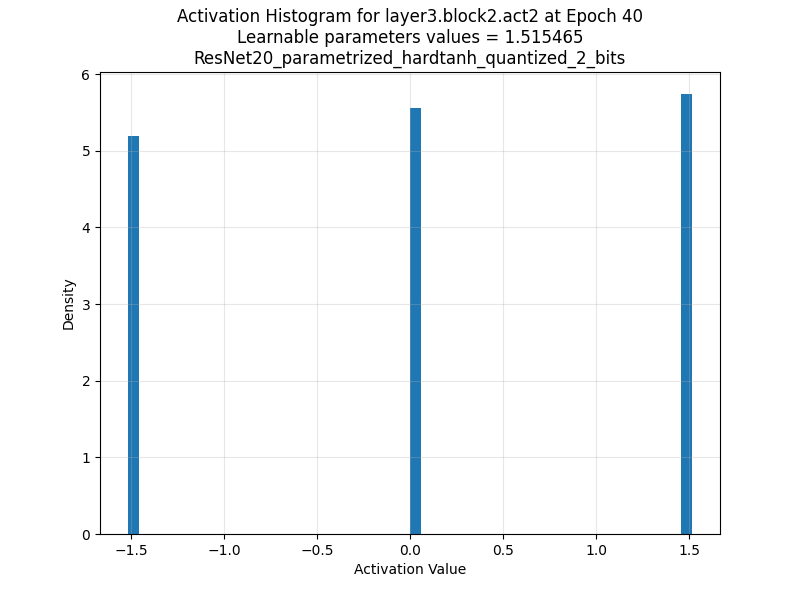 Activation Histogram for layer3.block2.act2 at Epoch 40
Learnable parameters values = 1.515465
ResNet20_parametrized_hardtanh_quantized_2_bits
6
5
4
3
2
1
0
Density
−1.5 −1.0 −0.5 0.0 0.5 1.0 1.5
Activation Value